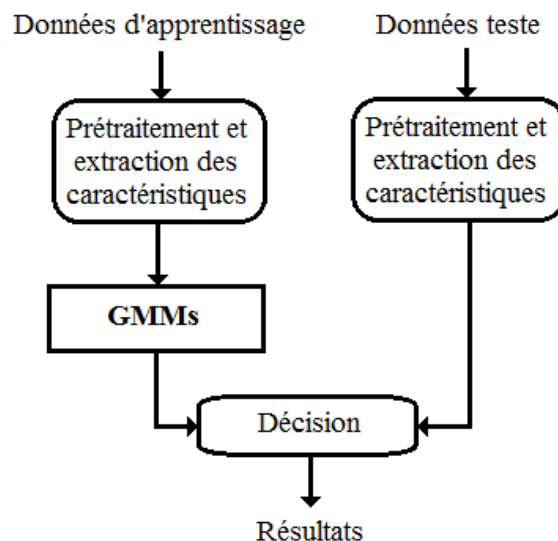 Données d'apprentissage
Données teste
Prétraitement et
extraction des
caractéristiques
Prétraitement et
extraction des
caractéristiques
GMMs
Décision
Résultats